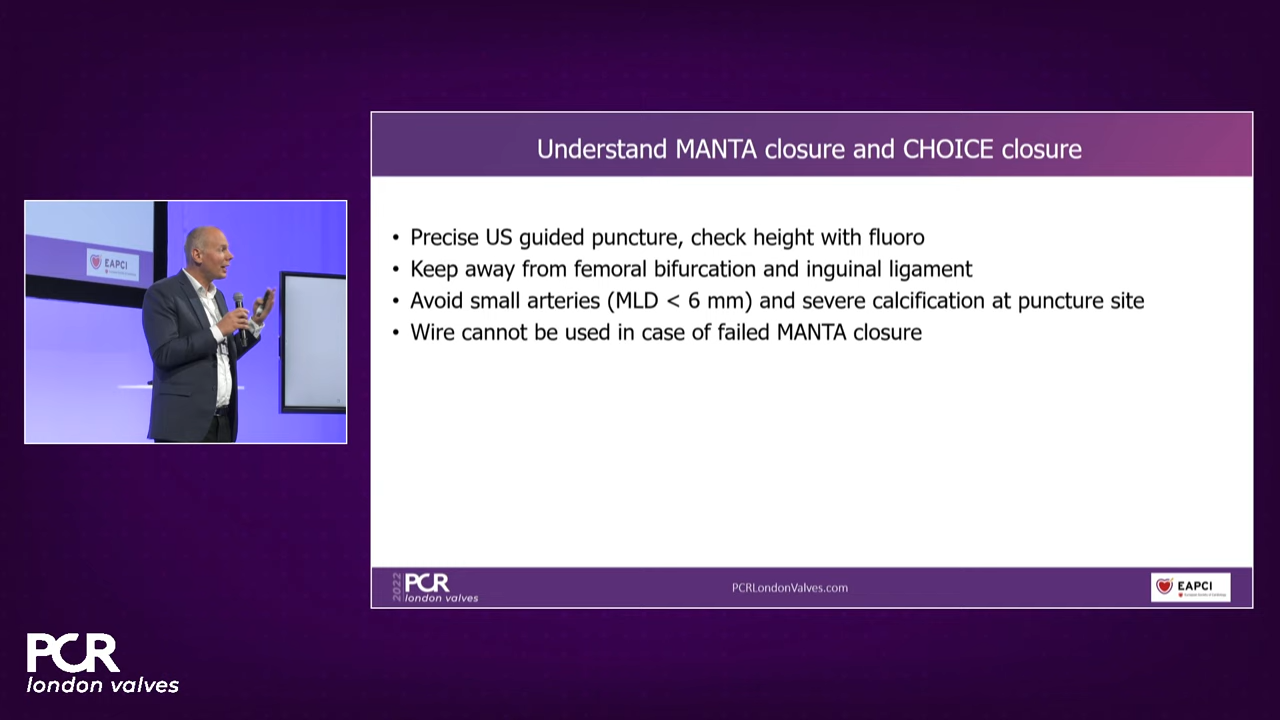 Understand MANTA closure and CHOICE closure
• Precise US guided puncture, check height with fluoro
• Keep away from femoral bifurcation and inguinal ligament
• Avoid small arteries (MLD < 6 mm) and severe calcification at puncture site
• Wire cannot be used in case of failed MANTA closure
EAPCI
2022 PCR
london valves
PCRLondonValves.com
EAPCI
PCR
london valves